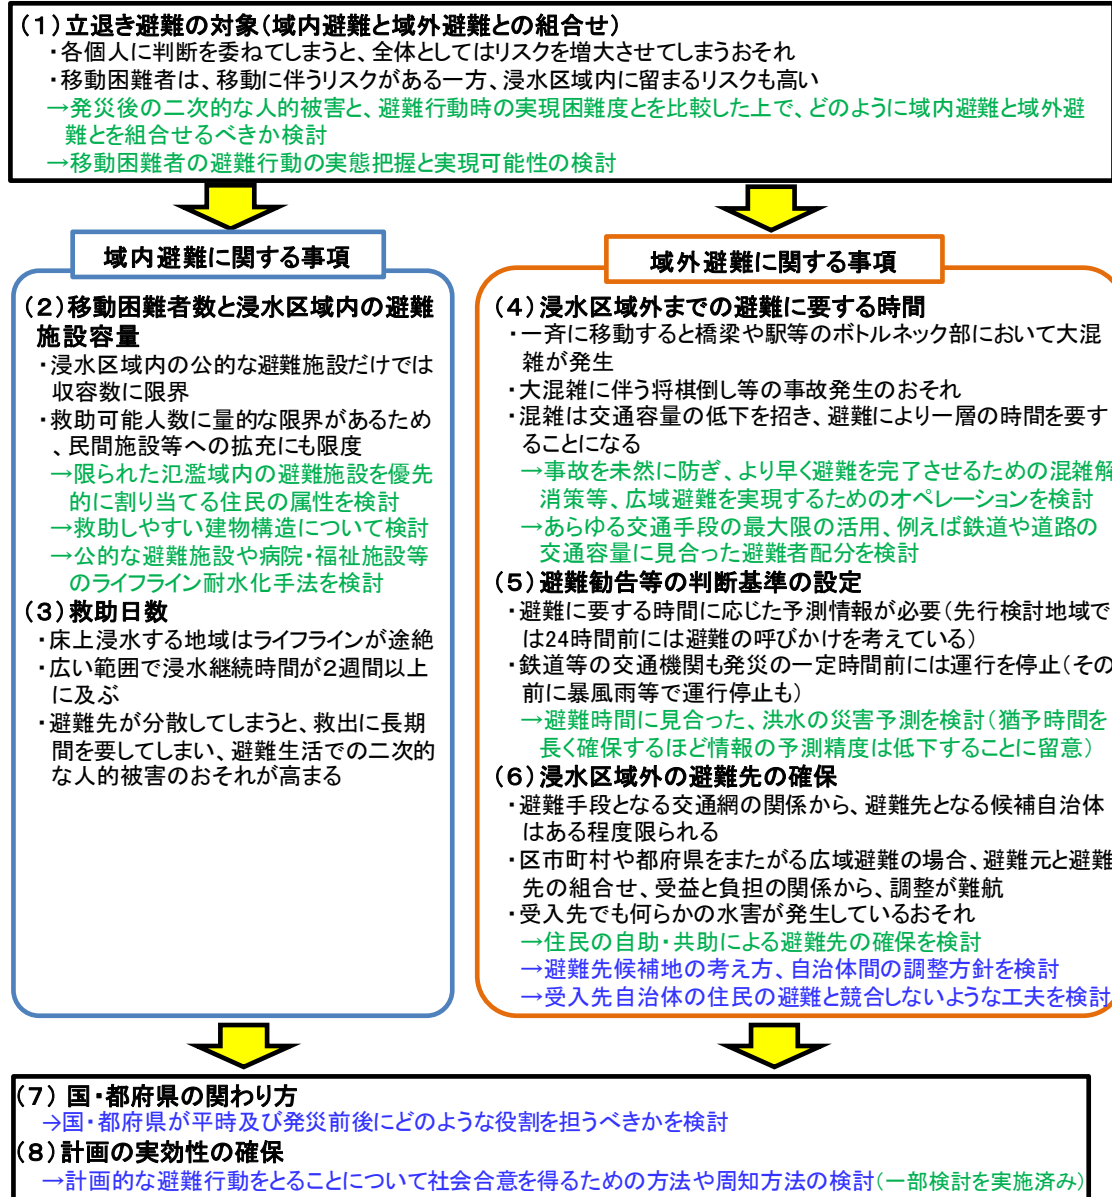 (1)立退き避難の対象(域内避難と域外避難との組合せ)
・各個人に判断を委ねてしまうと、全体としてはリスクを増大させてしまうおそれ
・移動困難者は、移動に伴うリスクがある一方、浸水区域内に留まるリスクも高い
→発災後の二次的な人的被害と、避難行動時の実現困難度とを比較した上で、どのように域内避難と域外避
難とを組合せるべきか検討
→移動困難者の避難行動の実態把握と実現可能性の検討
域内避難に関する事項
(2)移動困難者数と浸水区域内の避難
施設容量
・浸水区域内の公的な避難施設だけでは
収容数に限界
・救助可能人数に量的な限界があるため
、民間施設等への拡充にも限度
→限られた氾濫域内の避難施設を優先
的に割り当てる住民の属性を検討
→救助しやすい建物構造について検討
→公的な避難施設や病院・福祉施設等
のライフライン耐水化手法を検討
(3)救助日数
・床上浸水する地域はライフラインが途絶
・広い範囲で浸水継続時間が2週間以上
に及ぶ
・避難先が分散してしまうと、救出に長期
間を要してしまい、避難生活での二次的
な人的被害のおそれが高まる
域外避難に関する事項
(4)浸水区域外までの避難に要する時間
・一斉に移動すると橋梁や駅等のボトルネック部において大混
雑が発生
・大混雑に伴う将棋倒し等の事故発生のおそれ
・混雑は交通容量の低下を招き、避難により一層の時間を要す
ることになる
→事故を未然に防ぎ、より早く避難を完了させるための混雑解
消策等、広域避難を実現するためのオペレーションを検討
→あらゆる交通手段の最大限の活用、例えば鉄道や道路の
交通容量に見合った避難者配分を検討
(5)避難勧告等の判断基準の設定
・避難に要する時間に応じた予測情報が必要(先行検討地域で
は24時間前には避難の呼びかけを考えている)
・鉄道等の交通機関も発災の一定時間前には運行を停止(その
前に暴風雨等で運行停止も)
→避難時間に見合った、洪水の災害予測を検討(猶予時間を
長く確保するほど情報の予測精度は低下することに留意)
(6)浸水区域外の避難先の確保
・避難手段となる交通網の関係から、避難先となる候補自治体
はある程度限られる
・区市町村や都府県をまたがる広域避難の場合、避難元と避難
先の組合せ、受益と負担の関係から、調整が難航
・受入先でも何らかの水害が発生しているおそれ
→住民の自助・共助による避難先の確保を検討
→避難先候補地の考え方、自治体間の調整方針を検討
→受入先自治体の住民の避難と競合しないような工夫を検討
(7) 国・都府県の関わり方
→国・都府県が平時及び発災前後にどのような役割を担うべきかを検討
(8)計画の実効性の確保
→計画的な避難行動をとることについて社会合意を得るための方法や周知方法の検討(一部検討を実施済み)